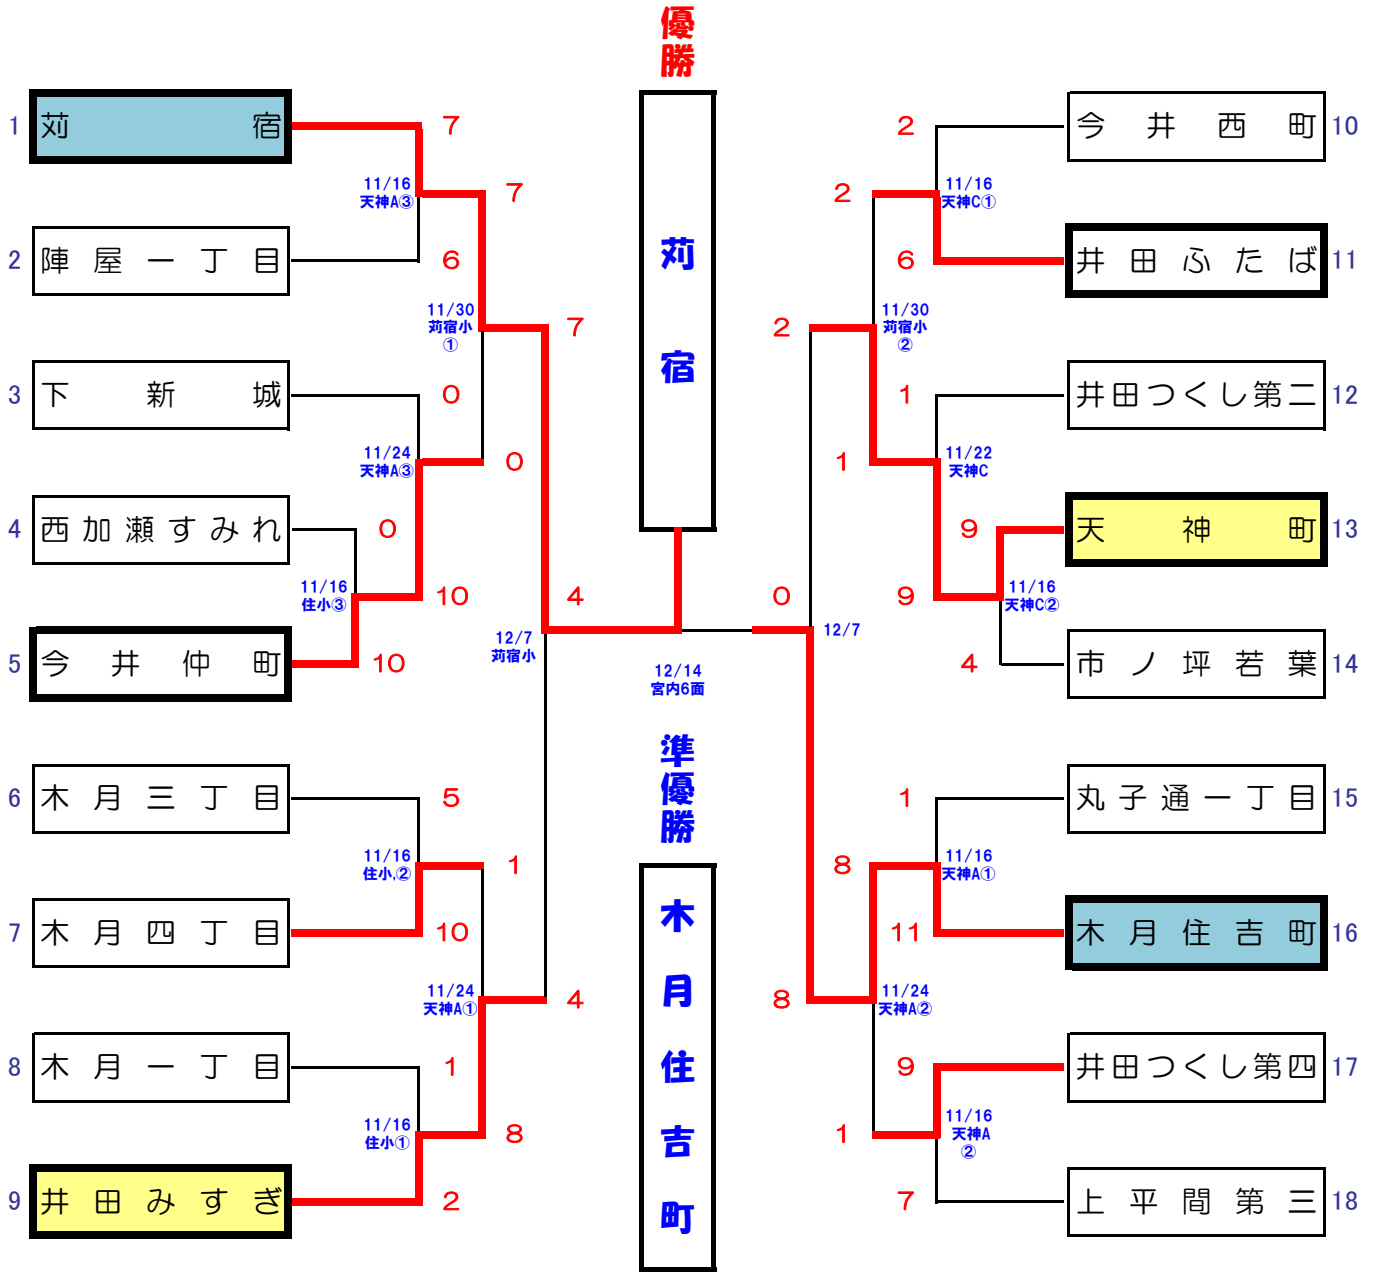 優勝
苅宿
準優勝
木月住吉町
1 苅宿 7
11/16
天神A③
7
2 陣屋一丁目 6
11/30
苅宿小
①
7
3 下新城 0
11/24
天神A③
0
4 西加瀬すみれ 0
11/16
住小③
10
5 今井仲町 10
12/7
苅宿小
4
6 木月三丁目 5
11/16
住小,②
1
7 木月四丁目 10
11/24
天神A①
4
8 木月一丁目 1
11/16
住小①
8
9 井田みすぎ 2
12/14
宮内6面
2 今井西町 10
2
11/16
天神C①
6 井田ふたば 11
2
11/30
苅宿小
②
1 井田つくし第二 12
1
11/22
天神C
9 天神町 13
0
9
11/16
天神C②
4 市ノ坪若葉 14
12/7
1 丸子通一丁目 15
8
11/16
天神A①
11 木月住吉町 16
8
11/24
天神A②
9 井田つくし第四 17
1
11/16
天神A
②
7 上平間第三 18